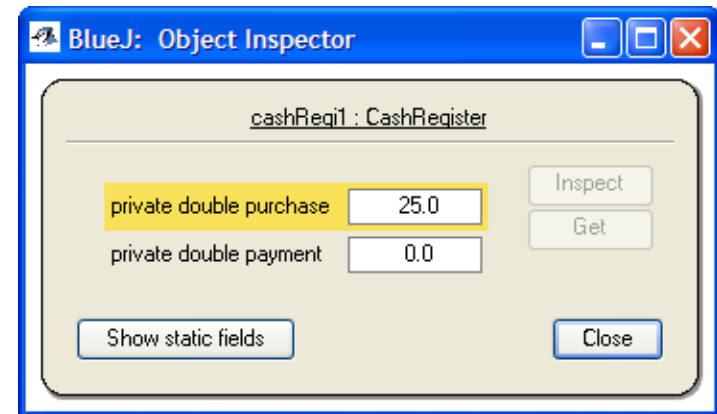 BlueJ: Object Inspector
cashRegi1 : CashRegister
private double purchase 25.0
Inspect
Get
private double payment 0.0
Show static fields
Close